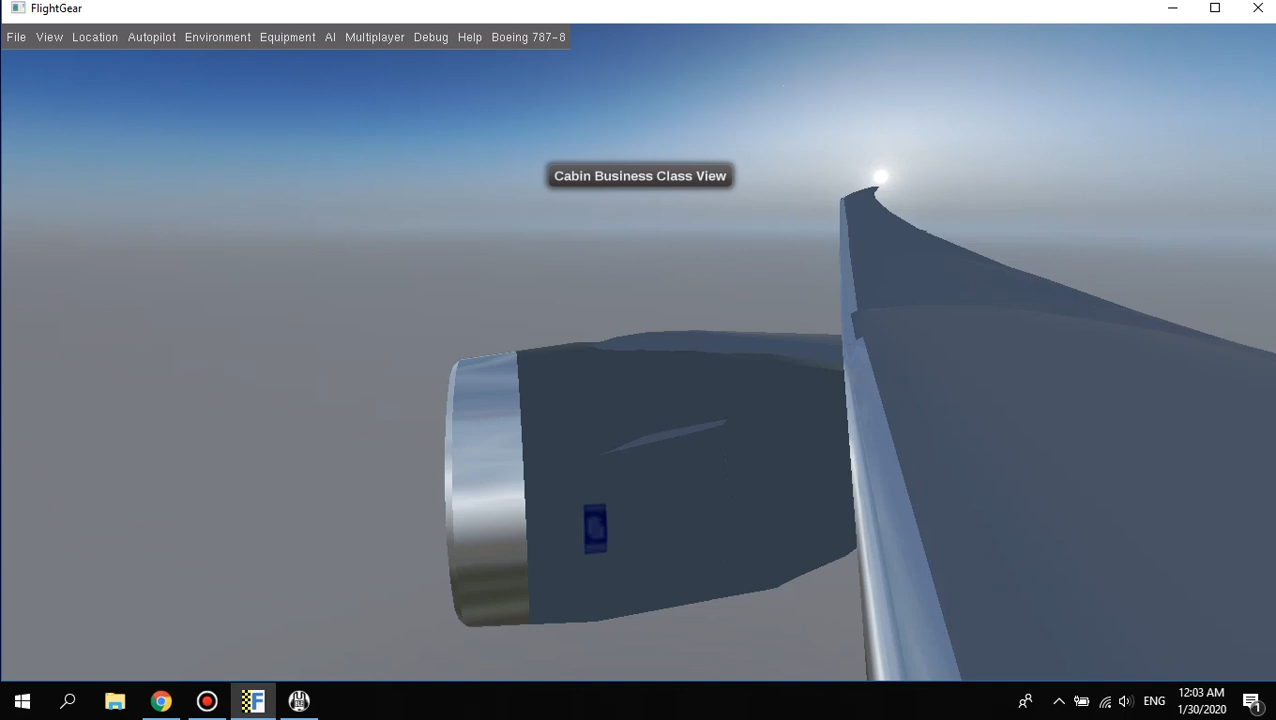 FlightGear
File View Location Autopilot Environment Equipment AI Multiplayer Debug Help Boeing 787-8
Cabin Business Class View
ENG
12:03 AM
1/30/2020
1